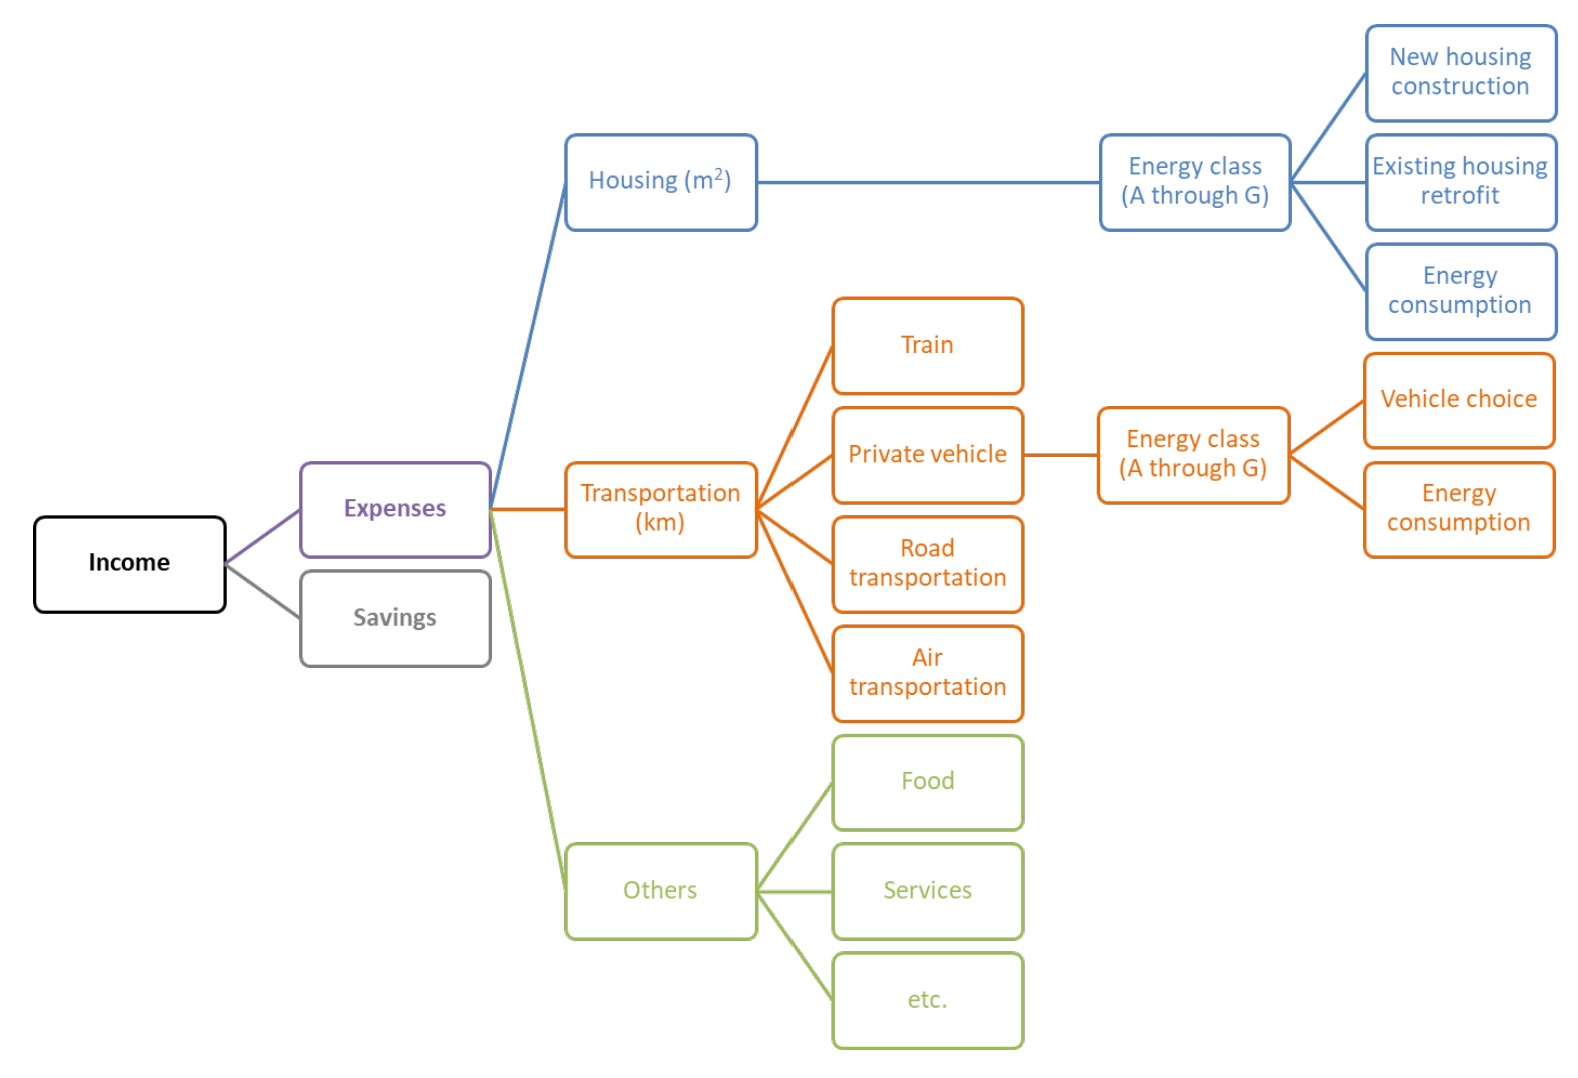 New housing
construction
Housing (m²)
Energy class
(A through G)
Existing housing
retrofit
Energy
consumption
Train
Vehicle choice
Private vehicle
Energy class
(A through G)
Expenses
Transportation
(km)
Energy
consumption
Income
Road
transportation
Savings
Air
transportation
Food
Others
Services
etc.